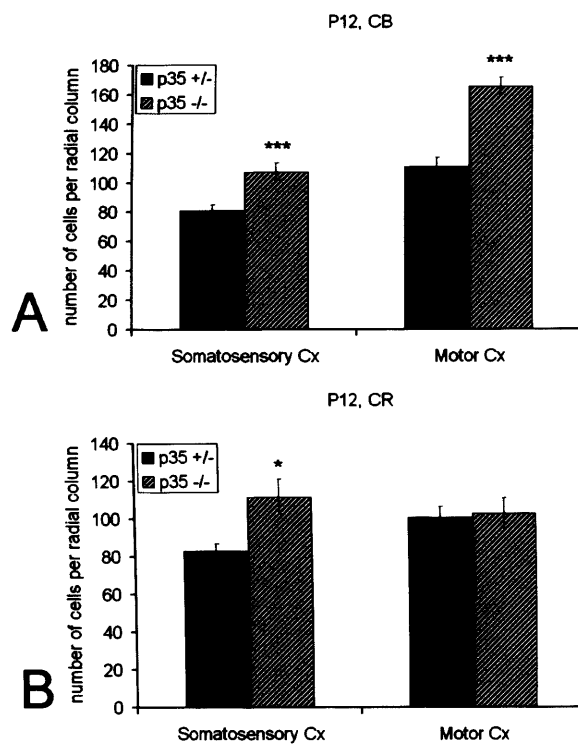 P12, CB
number of cells per radial column
180
160
140
120
100
80
60
40
20
0
p35 +/-
p35 -/-
***
***
A
Somatosensory Cx
Motor Cx
P12, CR
number of cells per radial column
140
120
100
80
60
40
20
0
p35 +/-
p35 -/-
*
B
Somatosensory Cx
Motor Cx